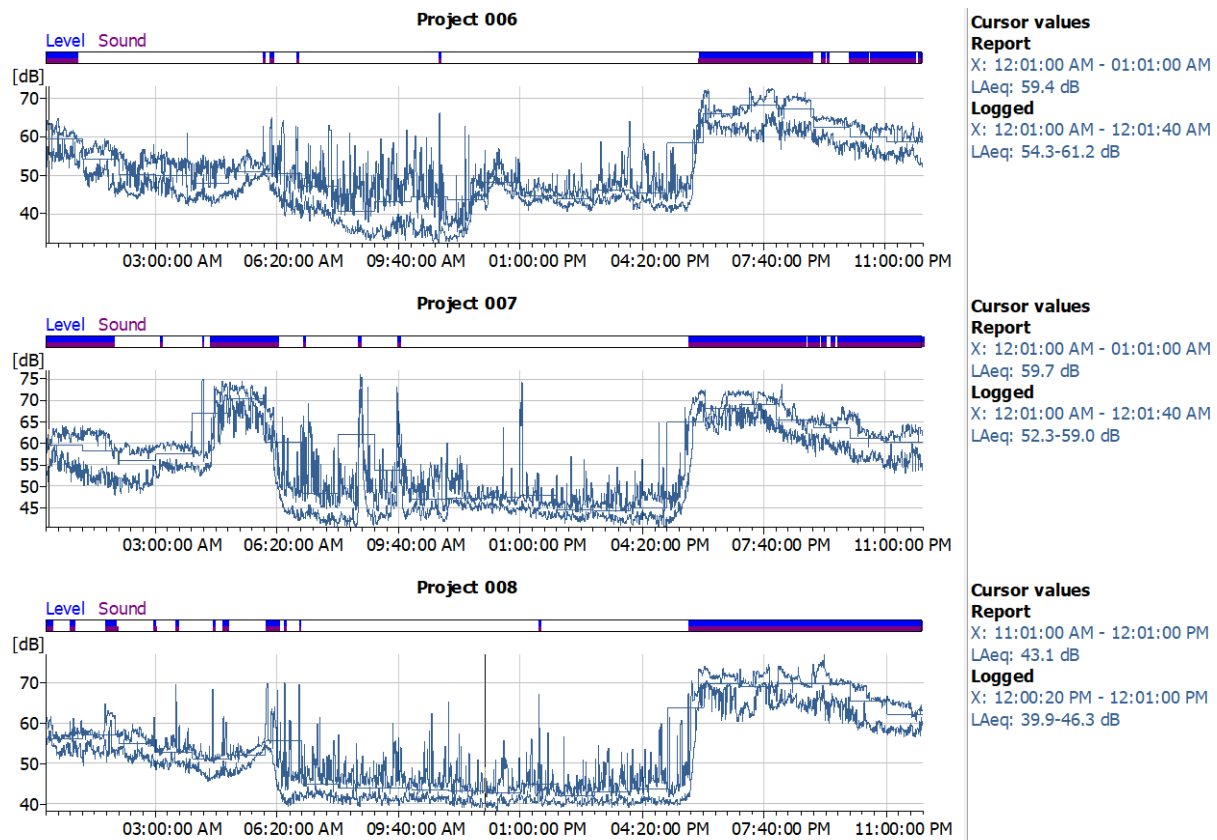 Project 006
Level Sound
[dB]
70
60
50
40
03:00:00 AM 06:20:00 AM 09:40:00 AM 01:00:00 PM 04:20:00 PM 07:40:00 PM 11:00:00 PM
Cursor values
Report
X: 12:01:00 AM - 01:01:00 AM
LAeq: 59.4 dB
Logged
X: 12:01:00 AM - 12:01:40 AM
LAeq: 54.3-61.2 dB
Project 007
Level Sound
[dB]
75
70
65
60
55
50
45
03:00:00 AM 06:20:00 AM 09:40:00 AM 01:00:00 PM 04:20:00 PM 07:40:00 PM 11:00:00 PM
Cursor values
Report
X: 12:01:00 AM - 01:01:00 AM
LAeq: 59.7 dB
Logged
X: 12:01:00 AM - 12:01:40 AM
LAeq: 52.3-59.0 dB
Project 008
Level Sound
[dB]
70
60
50
40
03:00:00 AM 06:20:00 AM 09:40:00 AM 01:00:00 PM 04:20:00 PM 07:40:00 PM 11:00:00 PM
Cursor values
Report
X: 11:01:00 AM - 12:01:00 PM
LAeq: 43.1 dB
Logged
X: 12:00:20 PM - 12:01:00 PM
LAeq: 39.9-46.3 dB